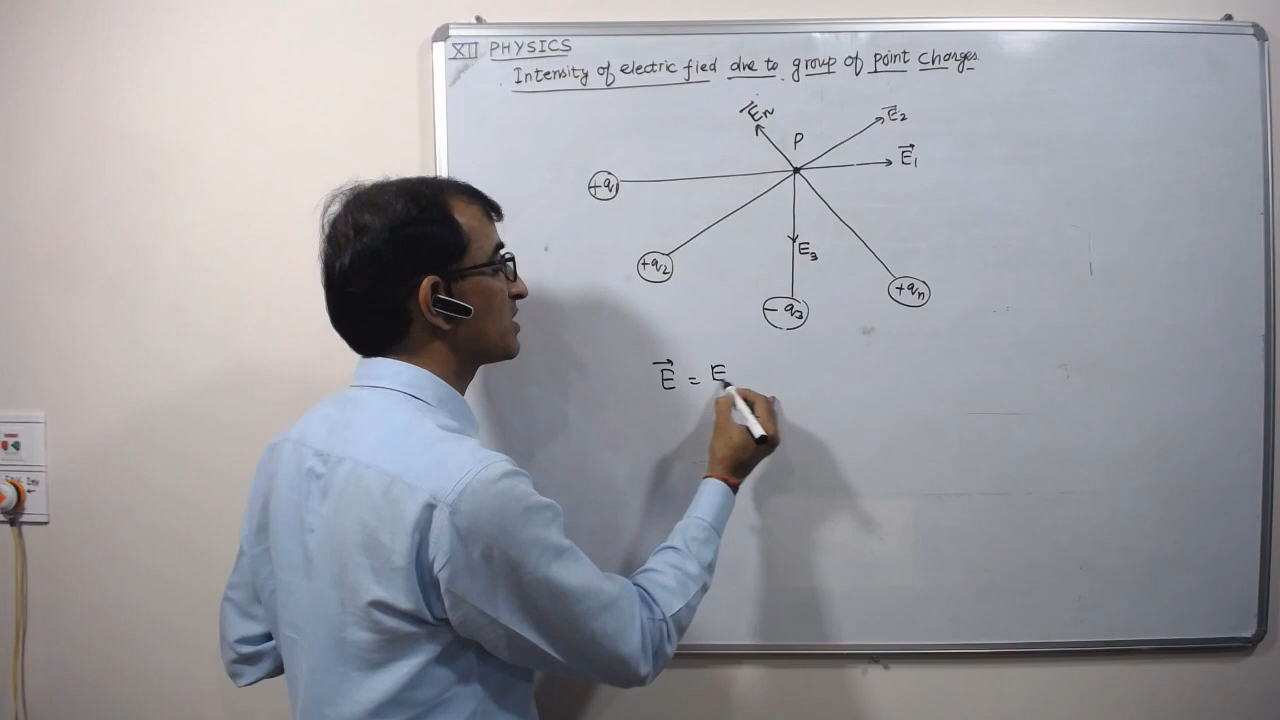 XII PHYSICS
Intensity of electric fied due to group of point charges
E⃗N
E⃗2
P
E⃗1
+q1
E3
+q2
+qn
-q3
E⃗ = E